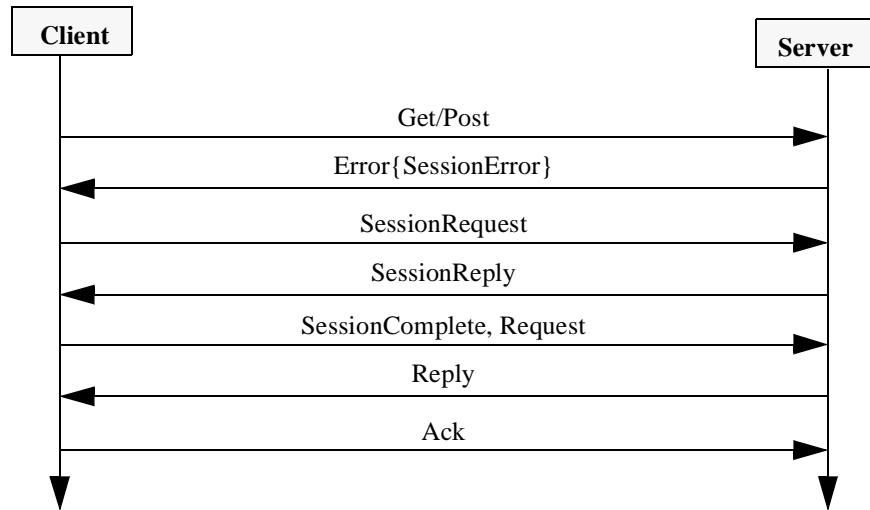 Client
Server
Get/Post
Error{SessionError}
SessionRequest
SessionReply
SessionComplete, Request
Reply
Ack